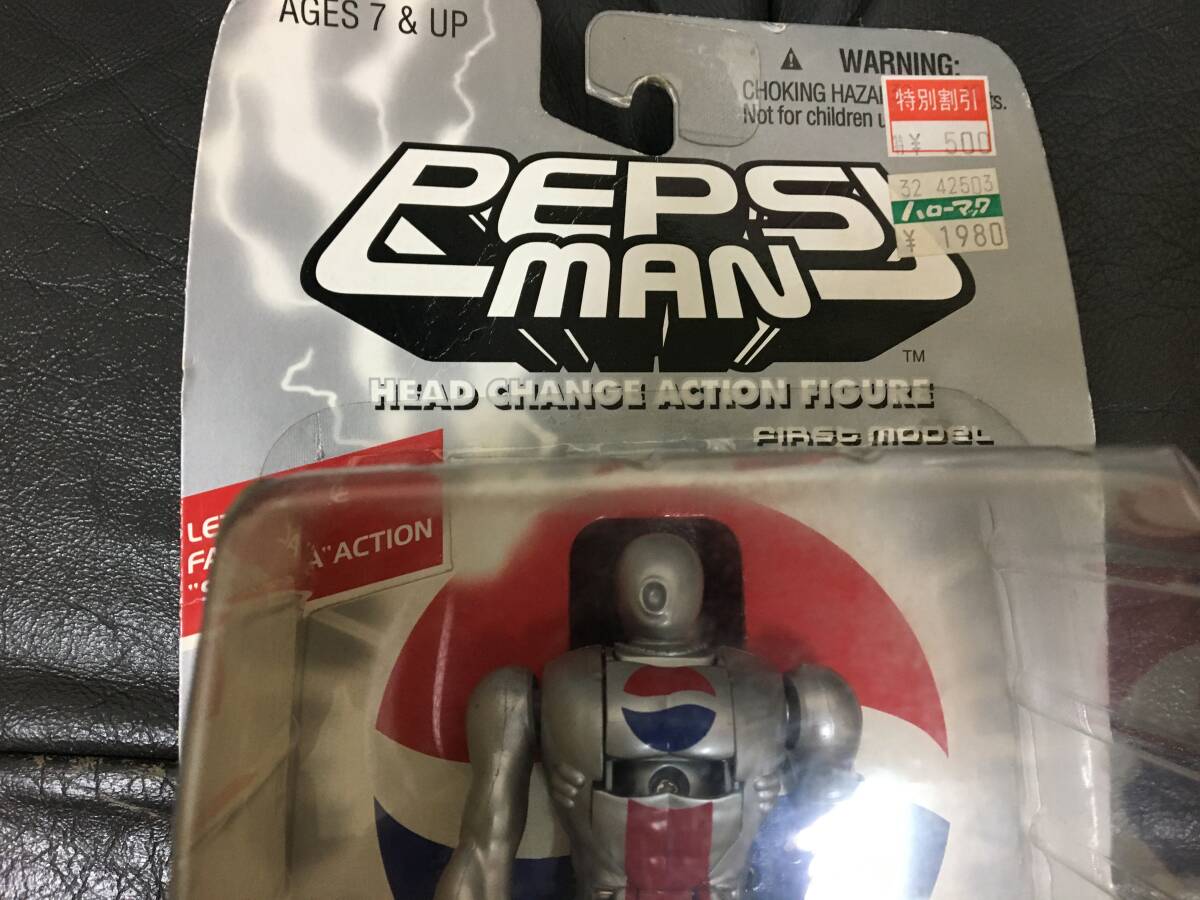 AGES 7 & UP
WARNING:
CHOKING HAZA
Not for children
特別割引
¥ 500
32 42503
ハローマック
¥ 1980
PEPSI
MAN
TM
HEAD CHANGE ACTION FIGURE
FIRST MODEL
"ACTION